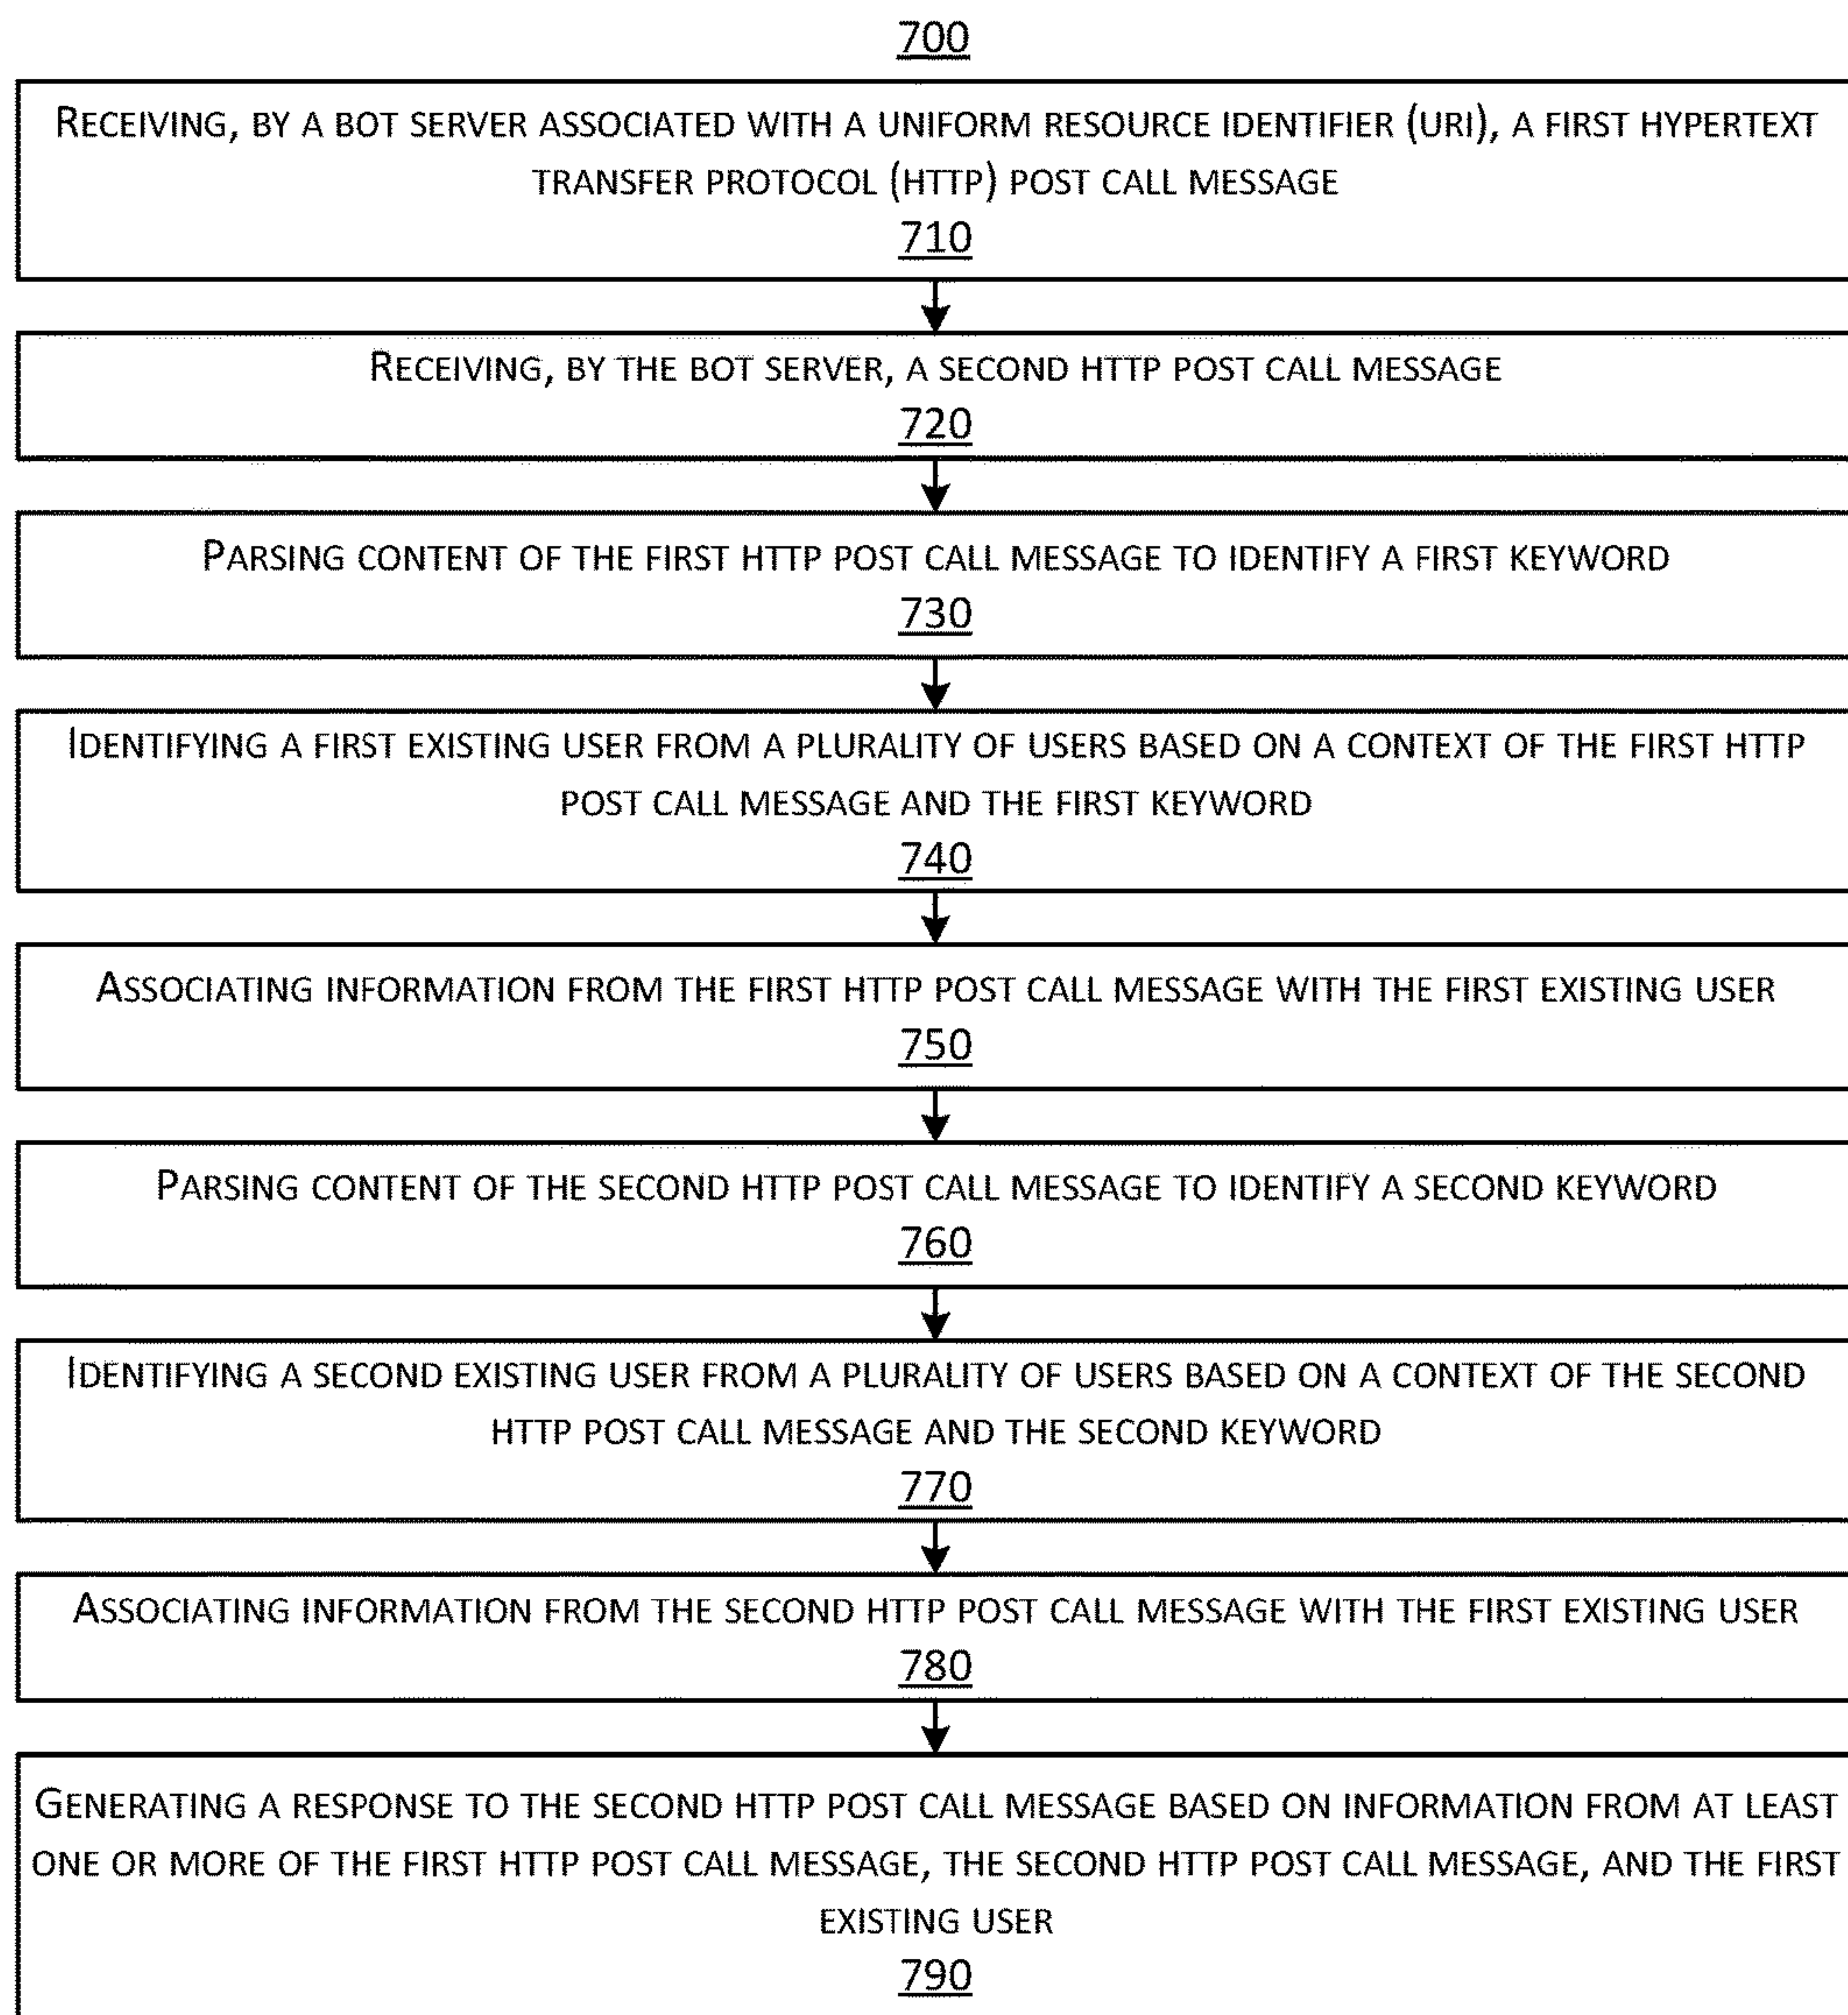 700
RECEIVING, BY A BOT SERVER ASSOCIATED WITH A UNIFORM RESOURCE IDENTIFIER (URI), A FIRST HYPERTEXT
TRANSFER PROTOCOL (HTTP) POST CALL MESSAGE
710
RECEIVING, BY THE BOT SERVER, A SECOND HTTP POST CALL MESSAGE
720
PARSING CONTENT OF THE FIRST HTTP POST CALL MESSAGE TO IDENTIFY A FIRST KEYWORD
730
IDENTIFYING A FIRST EXISTING USER FROM A PLURALITY OF USERS BASED ON A CONTEXT OF THE FIRST HTTP
POST CALL MESSAGE AND THE FIRST KEYWORD
740
ASSOCIATING INFORMATION FROM THE FIRST HTTP POST CALL MESSAGE WITH THE FIRST EXISTING USER
750
PARSING CONTENT OF THE SECOND HTTP POST CALL MESSAGE TO IDENTIFY A SECOND KEYWORD
760
IDENTIFYING A SECOND EXISTING USER FROM A PLURALITY OF USERS BASED ON A CONTEXT OF THE SECOND
HTTP POST CALL MESSAGE AND THE SECOND KEYWORD
770
ASSOCIATING INFORMATION FROM THE SECOND HTTP POST CALL MESSAGE WITH THE FIRST EXISTING USER
780
GENERATING A RESPONSE TO THE SECOND HTTP POST CALL MESSAGE BASED ON INFORMATION FROM AT LEAST
ONE OR MORE OF THE FIRST HTTP POST CALL MESSAGE, THE SECOND HTTP POST CALL MESSAGE, AND THE FIRST
EXISTING USER
790